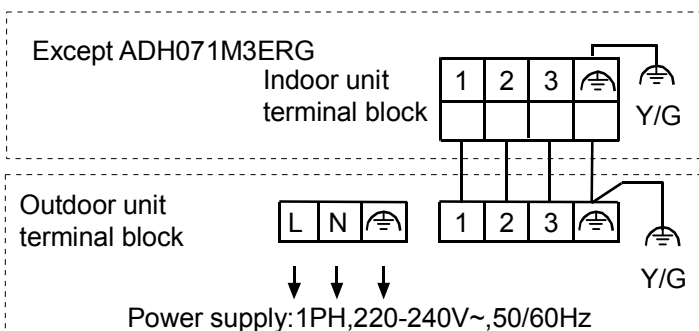 Except ADH071M3ERG
Indoor unit
terminal block
1 2 3
Y/G
Outdoor unit
terminal block
L N
1 2 3
Y/G
Power supply:1PH,220-240V~,50/60Hz